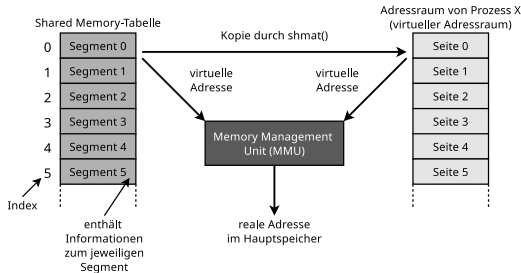 Shared Memory-Tabelle
Adressraum von Prozess X
(virtueller Adressraum)
0
Segment 0
Kopie durch shmat()
Seite 0
1
Segment 1
virtuelle
Adresse
virtuelle
Adresse
Seite 1
2
Segment 2
Seite 2
3
Segment 3
Memory Management
Unit (MMU)
Seite 3
4
Segment 4
Seite 4
5
Segment 5
Seite 5
Index
enthält
Informationen
zum jeweiligen
Segment
reale Adresse
im Hauptspeicher